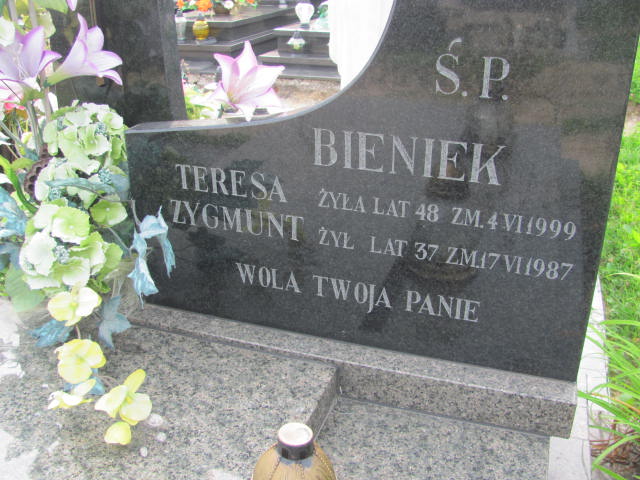 Ś.P.
BIENIEK
TERESA ŻYŁA LAT 48 ZM.4 VI 1999
ZYGMUNT ŻYŁ LAT 37 ZM.17 VI 1987
WOLA TWOJA PANIE